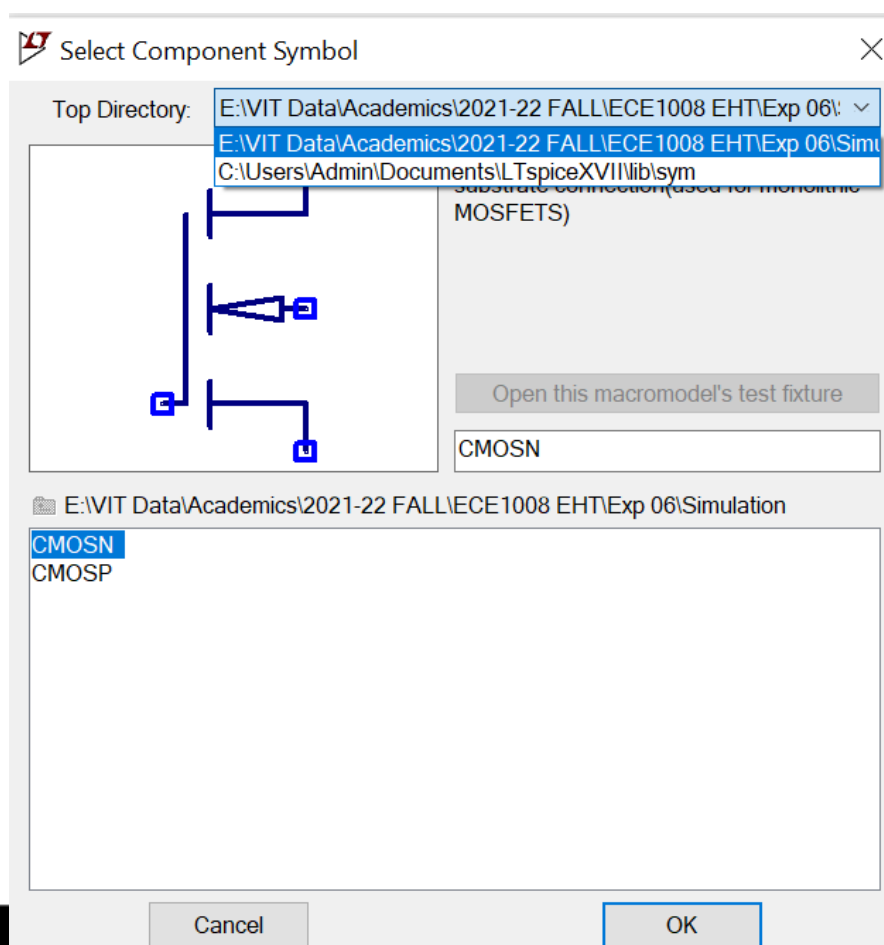 Select Component Symbol
Top Directory: E:\VIT Data\Academics\2021-22 FALL\ECE1008 EHT\Exp 06\
E:\VIT Data\Academics\2021-22 FALL\ECE1008 EHT\Exp 06\Simu
C:\Users\Admin\Documents\LTspiceXVII\lib\sym
substrate connection(used for monolithic
MOSFETS)
Open this macromodel's test fixture
CMOSN
E:\VIT Data\Academics\2021-22 FALL\ECE1008 EHT\Exp 06\Simulation
CMOSN
CMOSP
Cancel OK